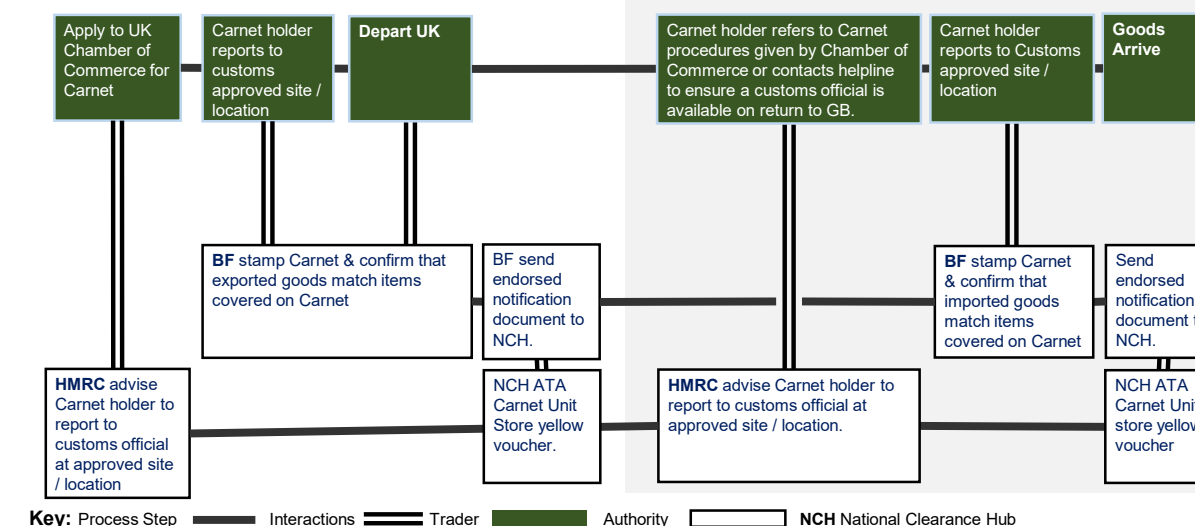 Apply to UK
Chamber of
Commerce for
Carnet
Carnet holder
reports to
customs
approved site /
location
Depart UK
Carnet holder refers to Carnet
procedures given by Chamber of
Commerce or contacts helpline
to ensure a customs official is
available on return to GB.
Carnet holder
reports to Customs
approved site /
location
Goods
Arrive
BF stamp Carnet & confirm that
exported goods match items
covered on Carnet
BF send
endorsed
notification
document to
NCH.
BF stamp Carnet
& confirm that
imported goods
match items
covered on Carnet
Send
endorsed
notification
document
NCH.
HMRC advise
Carnet holder to
report to
customs official
at approved site
/ location
NCH ATA
Carnet Unit
Store yellow
voucher.
HMRC advise Carnet holder to
report to customs official at
approved site / location.
NCH ATA
Carnet Unit
store yellow
voucher
Key: Process Step Interactions Trader Authority NCH National Clearance Hub